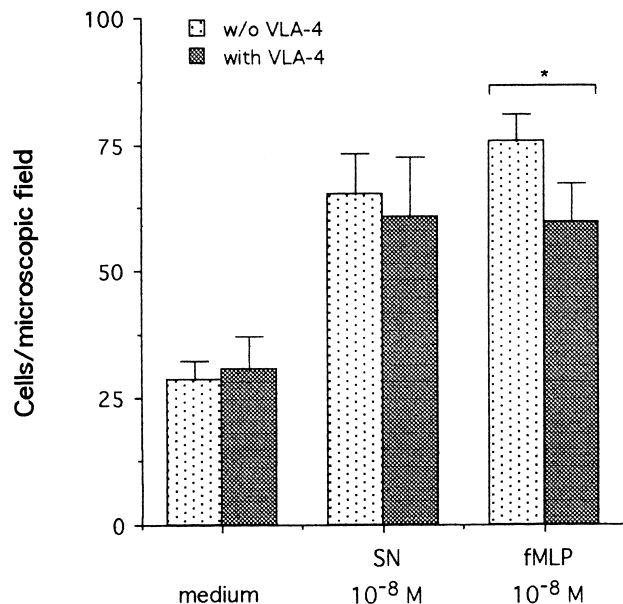 100
w/o VLA-4
with VLA-4
*
75
50
25
0
Cells/microscopic field
SN
fMLP
medium
10⁻⁸ M
10⁻⁸ M